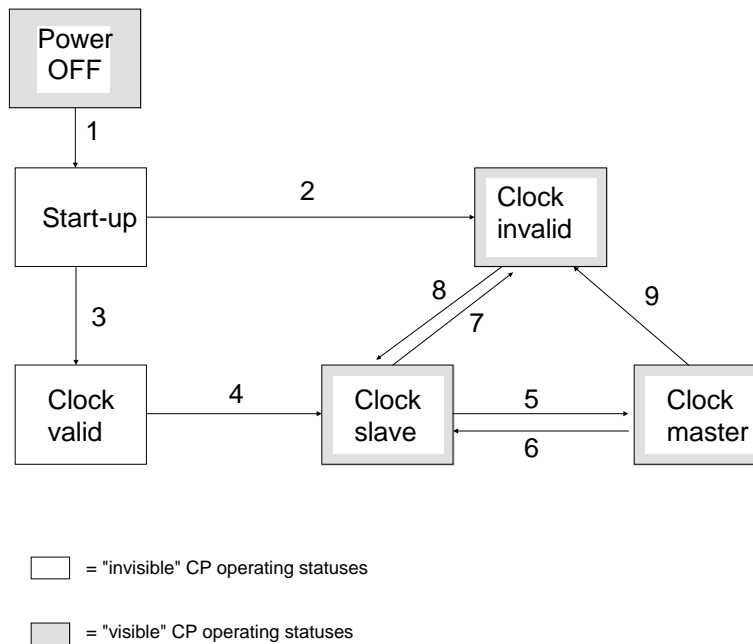 Power
OFF
1
Start-up
2
Clock
invalid
8
7
9
3
Clock
valid
4
Clock
slave
5
6
Clock
master
= "invisible" CP operating statuses
= "visible" CP operating statuses